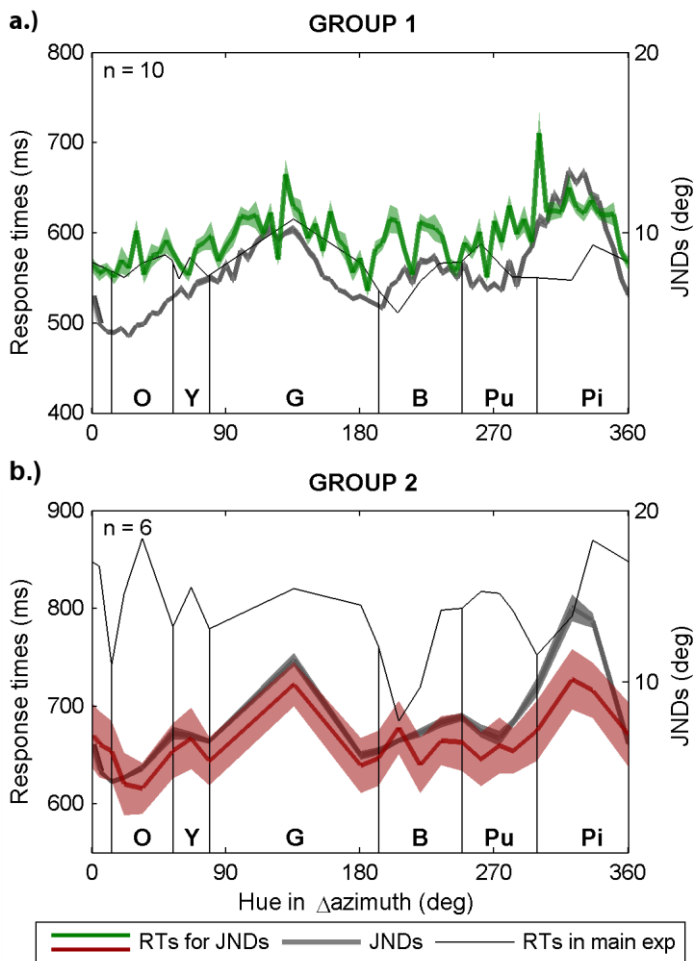 a.)
GROUP 1
n = 10
Response times (ms)
800
700
600
500
400
JNDs (deg)
20
10
0
O Y G B Pu Pi
0 90 180 270 360
b.)
GROUP 2
n = 6
Response times (ms)
900
800
700
600
JNDs (deg)
20
10
0
O Y G B Pu Pi
0 90 180 270 360
Hue in Δazimuth (deg)
RTs for JNDs JNDs RTs in main exp